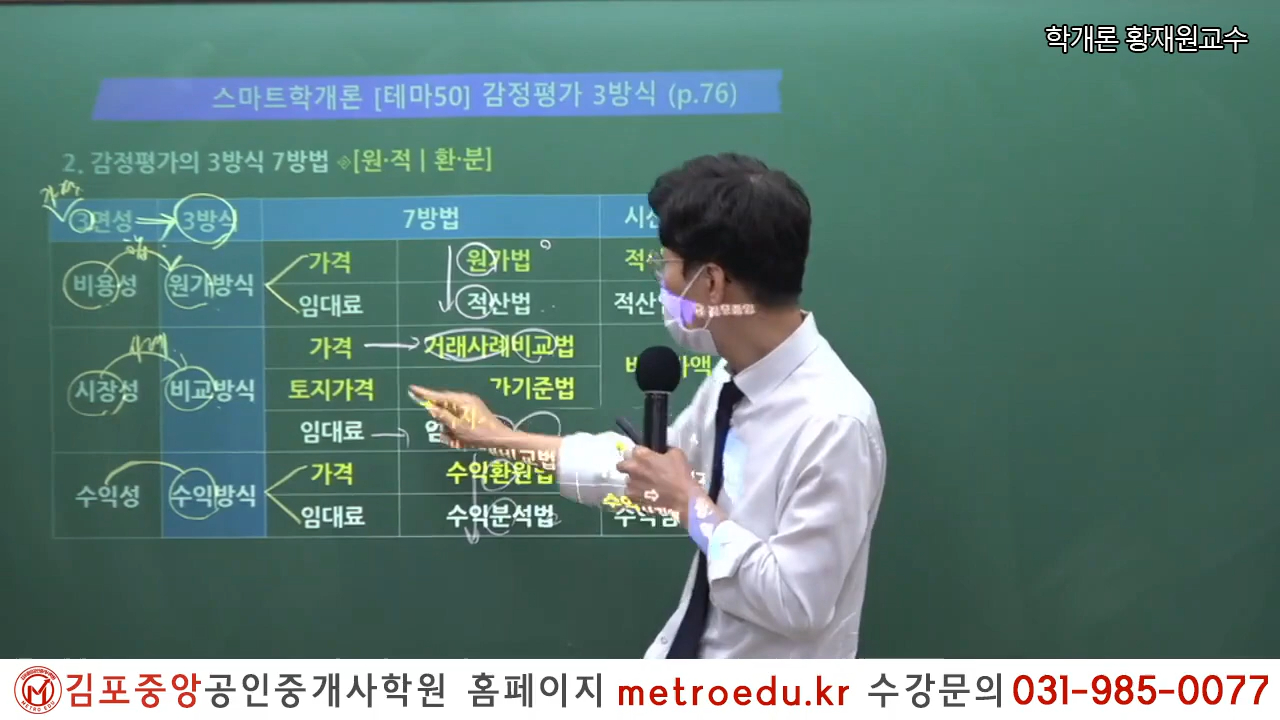 학개론 황재원교수
스마트학개론 [테마50] 감정평가 3방식 (p.76)
2. 감정평가의 3방식 7방법 [원·적 | 환·분]
3면성 3방식 7방법
비용성 원가방식 가격 원가법
임대료 적산법
시장성 비교방식 가격 거래사례비교법
토지가격 가기준법
임대료
수익성 수익방식 가격 수익환원법
임대료 수익분석법
METRO EDU
김포중앙공인중개사학원 홈페이지 metroedu.kr 수강문의 031-985-0077